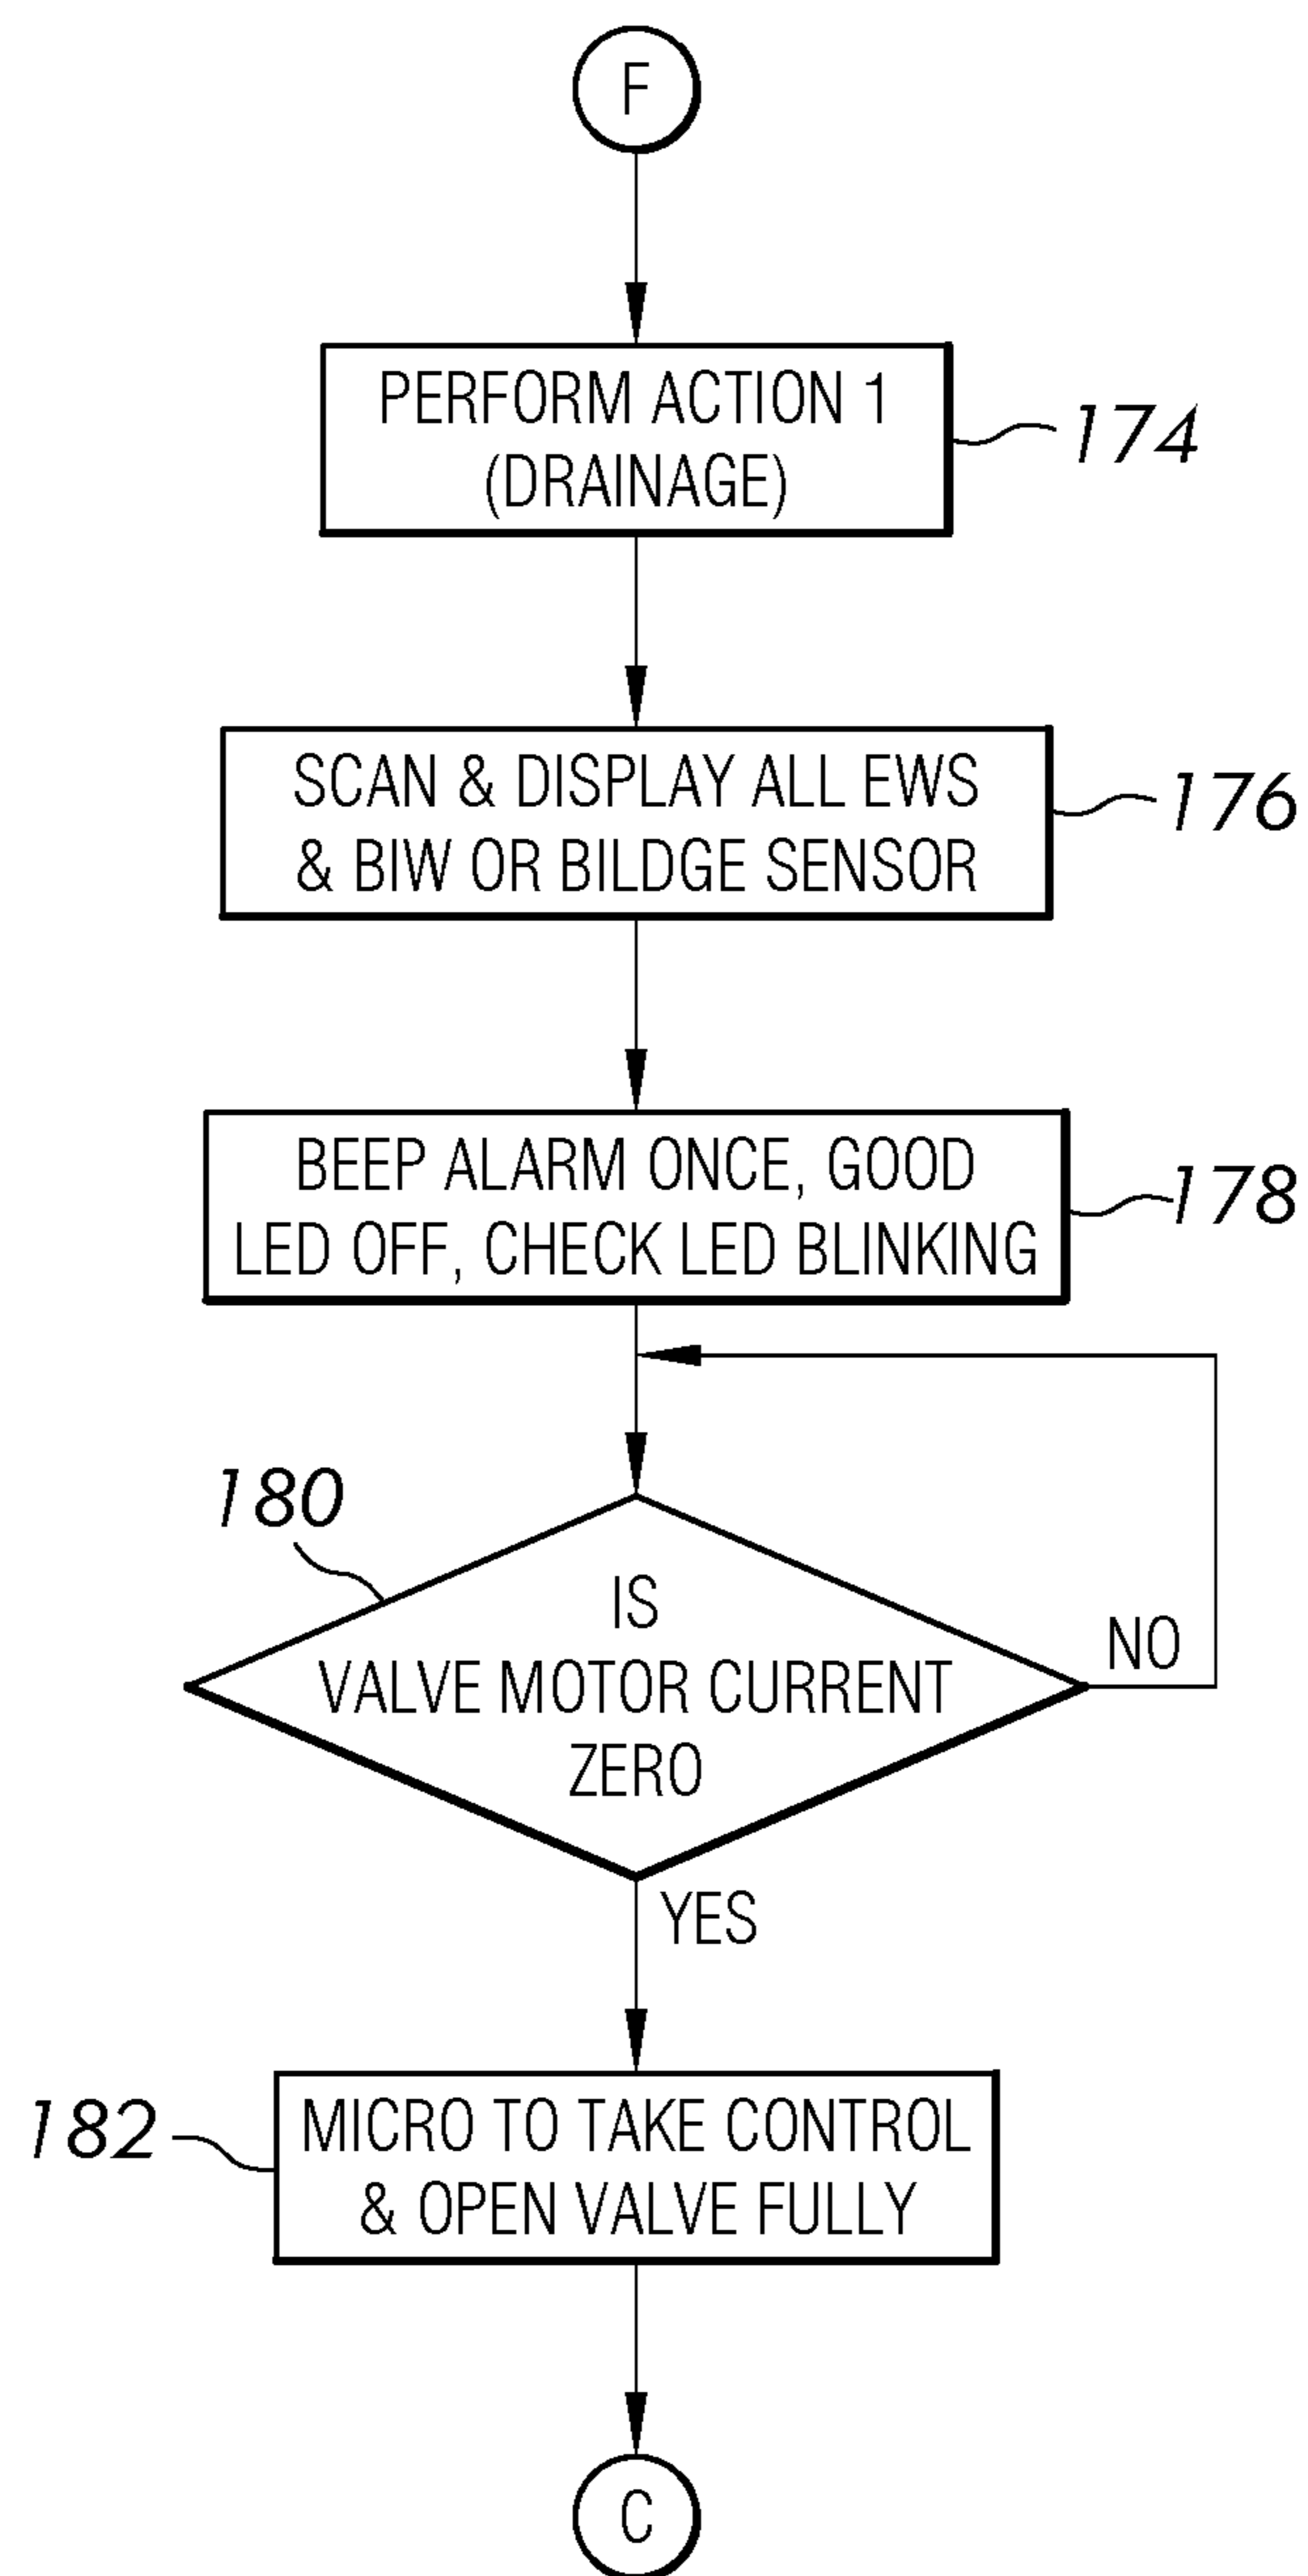 F
PERFORM ACTION 1
(DRAINAGE)
174
SCAN & DISPLAY ALL EWS
& BIW OR BILDGE SENSOR
176
BEEP ALARM ONCE, GOOD
LED OFF, CHECK LED BLINKING
178
180
IS
VALVE MOTOR CURRENT
ZERO
NO
YES
182
MICRO TO TAKE CONTROL
& OPEN VALVE FULLY
C